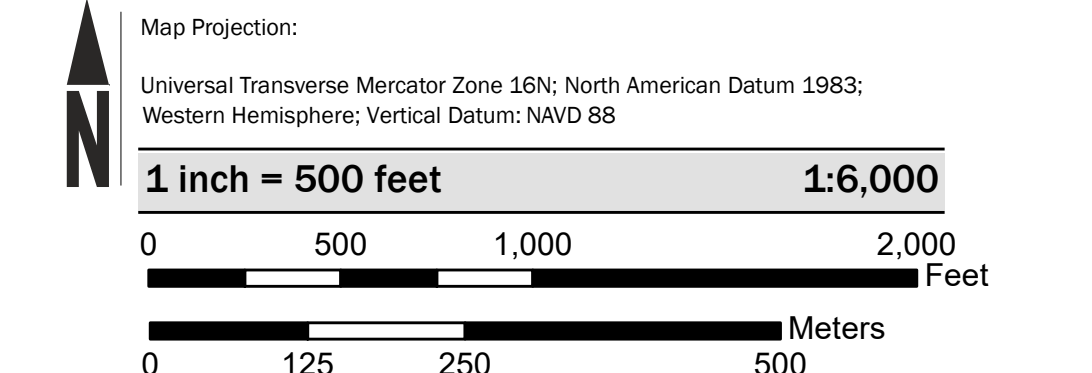 N
Map Projection:
Universal Transverse Mercator Zone 16N; North American Datum 1983;
Western Hemisphere; Vertical Datum: NAVD 88
1 inch = 500 feet 1:6,000
0 500 1,000 2,000
Feet
Meters
0 125 250 500